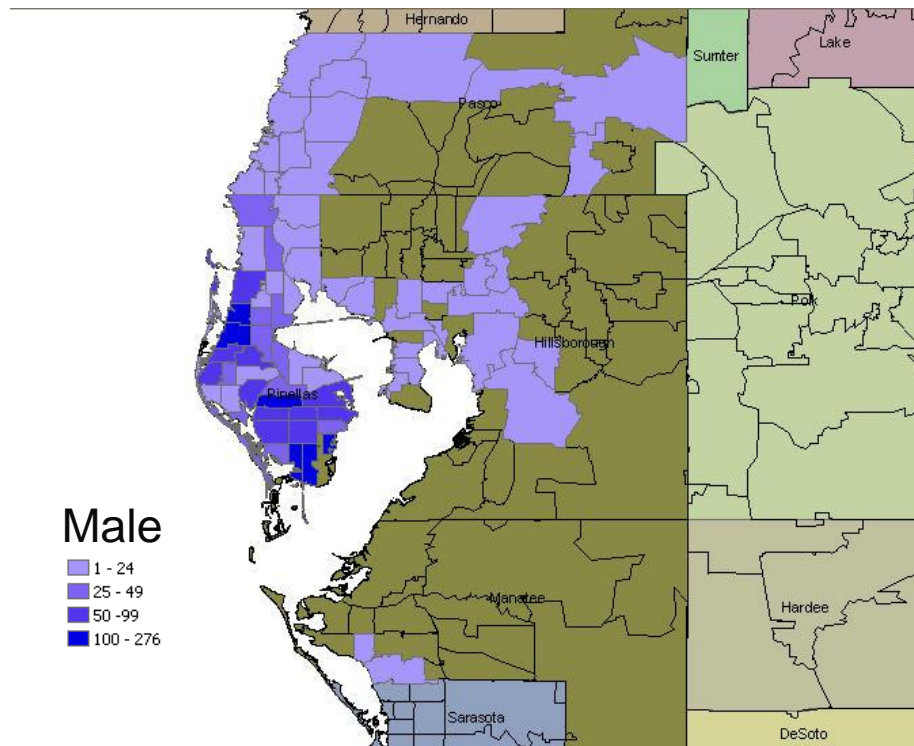 Hernando
Sumter
Lake
Pasco
Polk
Hillsborough
Pinellas
Male
1 - 24
25 - 49
50 -99
100 - 276
Manatee
Hardee
Sarasota
DeSoto